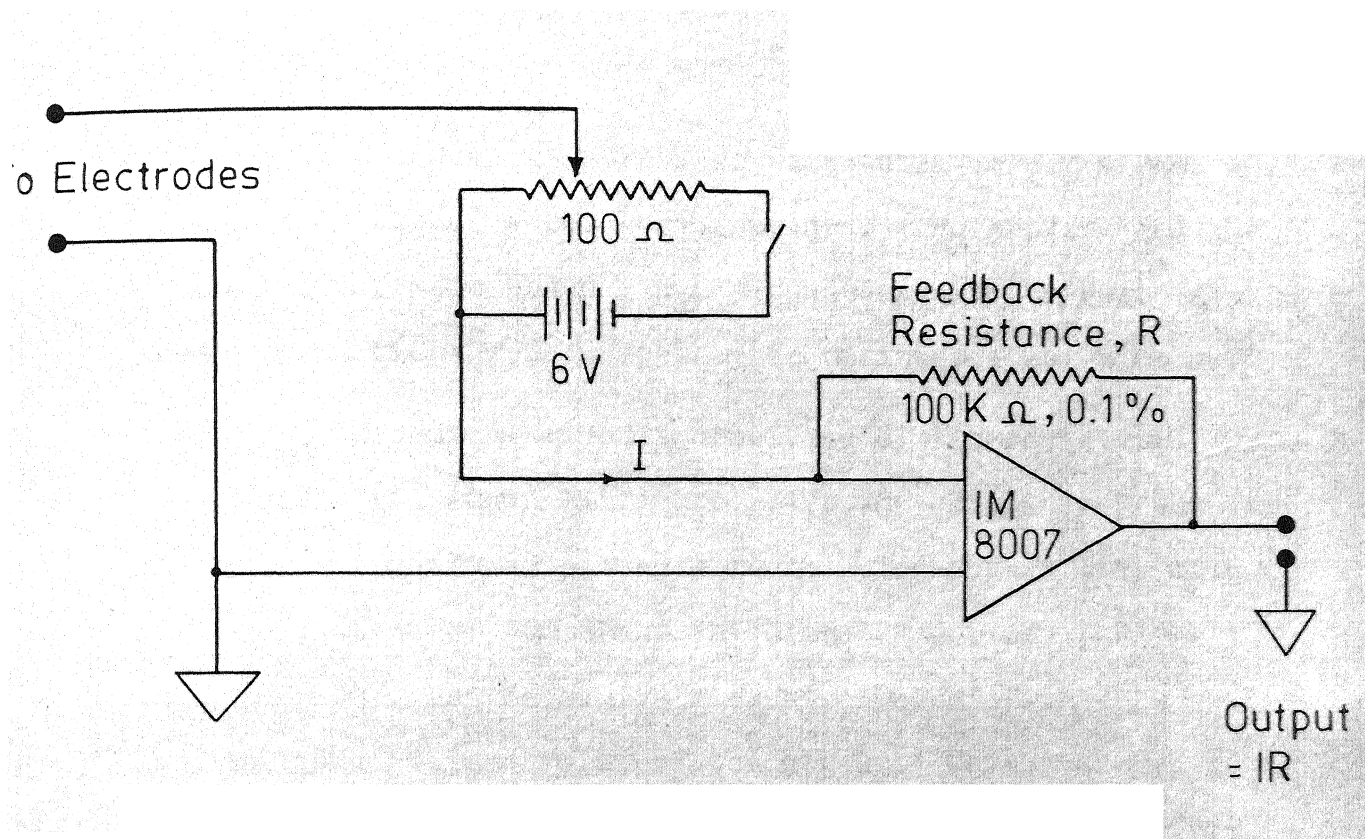 o Electrodes
100 Ω
6 V
Feedback
Resistance, R
100 K Ω, 0.1 %
I
IM
8007
Output
= IR